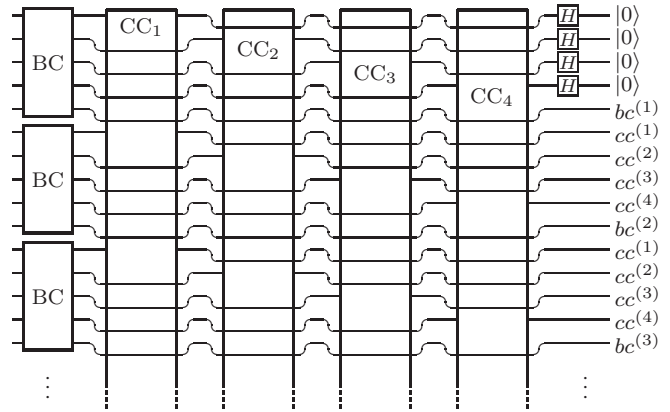 CC₁ H |0⟩
H |0⟩
BC CC₂ H |0⟩
CC₃ H |0⟩
CC₄ bc⁽¹⁾
cc⁽¹⁾
cc⁽²⁾
BC cc⁽³⁾
cc⁽⁴⁾
bc⁽²⁾
cc⁽¹⁾
cc⁽²⁾
BC cc⁽³⁾
cc⁽⁴⁾
bc⁽³⁾
⋮ ⋮